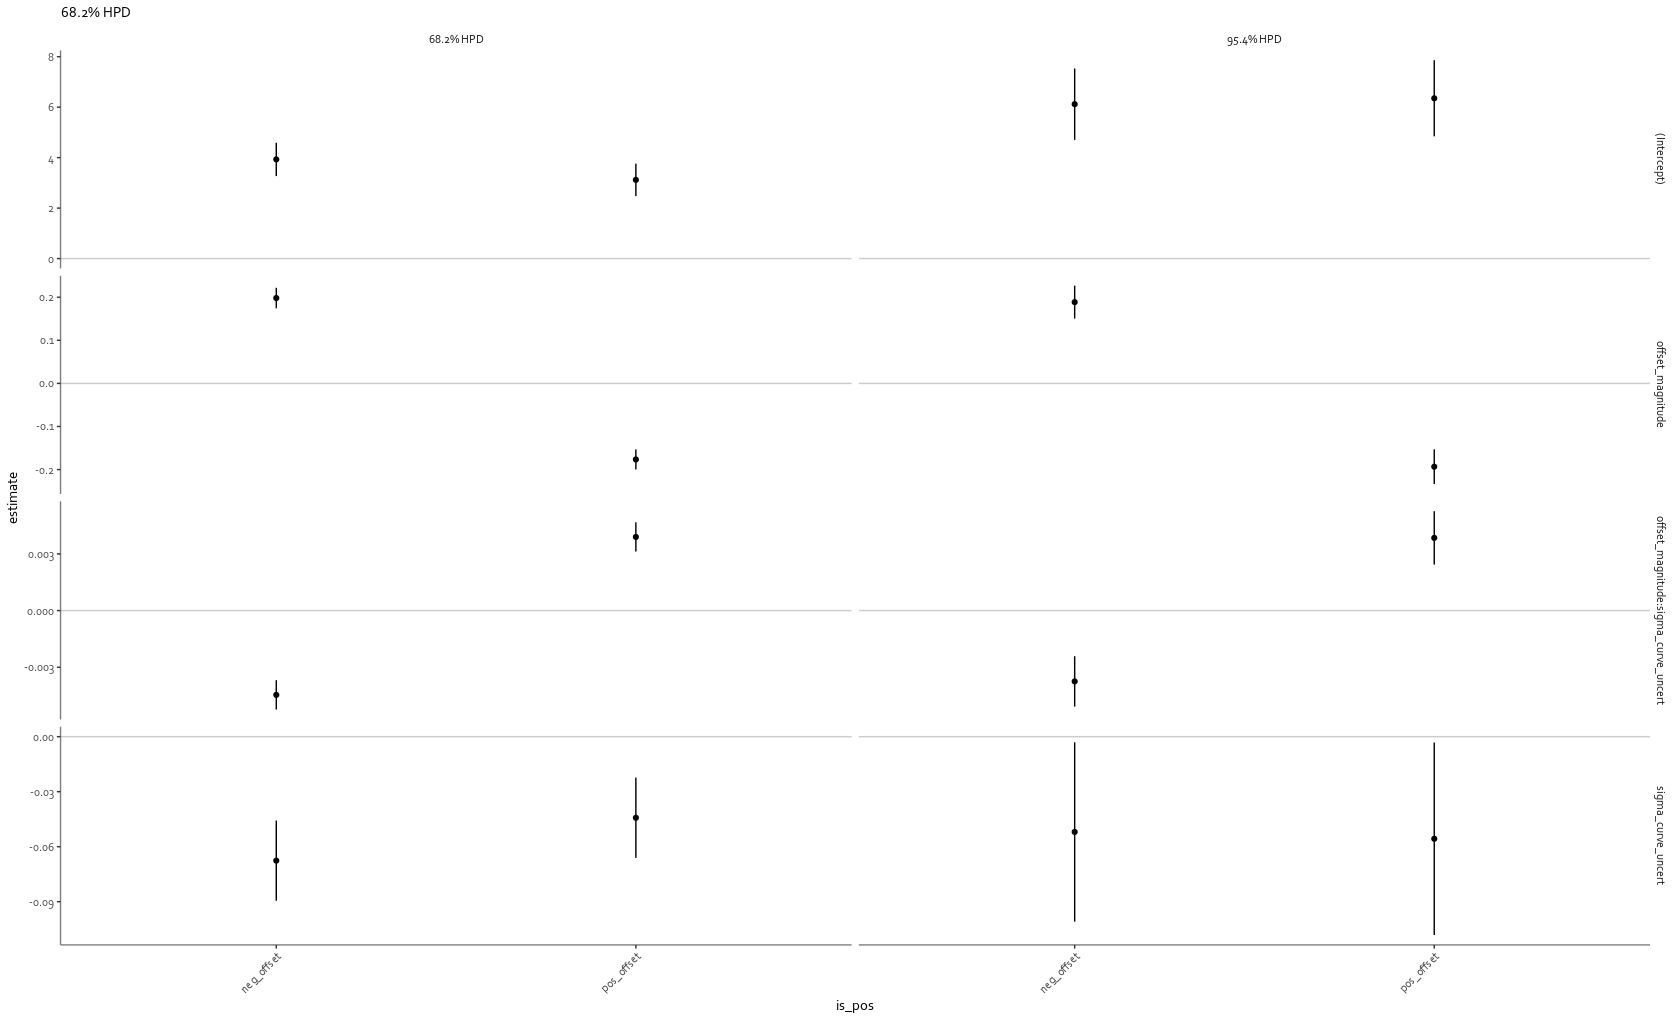 68.2% HPD
68.2% HPD
95.4% HPD
8
6
4
2
0
(Intercept)
0.2
0.1
0.0
-0.1
-0.2
offset_magnitude
estimate
0.003
0.000
-0.003
offset_magnitude:sigma_curve_uncert
0.00
-0.03
-0.06
-0.09
sigma_curve_uncert
neg_offset
pos_offset
neg_offset
pos_offset
is_pos